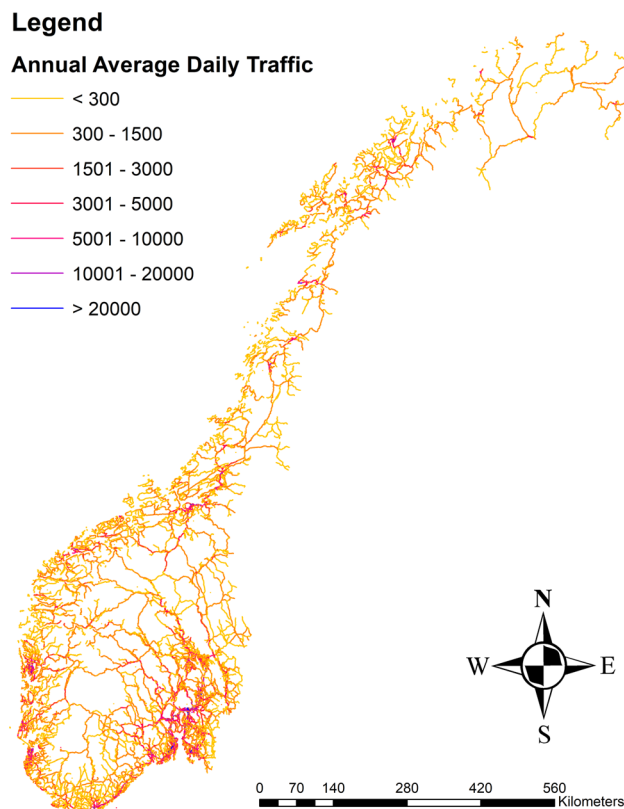 Legend
Annual Average Daily Traffic
< 300
300 - 1500
1501 - 3000
3001 - 5000
5001 - 10000
10001 - 20000
> 20000
N
W E
S
0 70 140 280 420 560
Kilometers